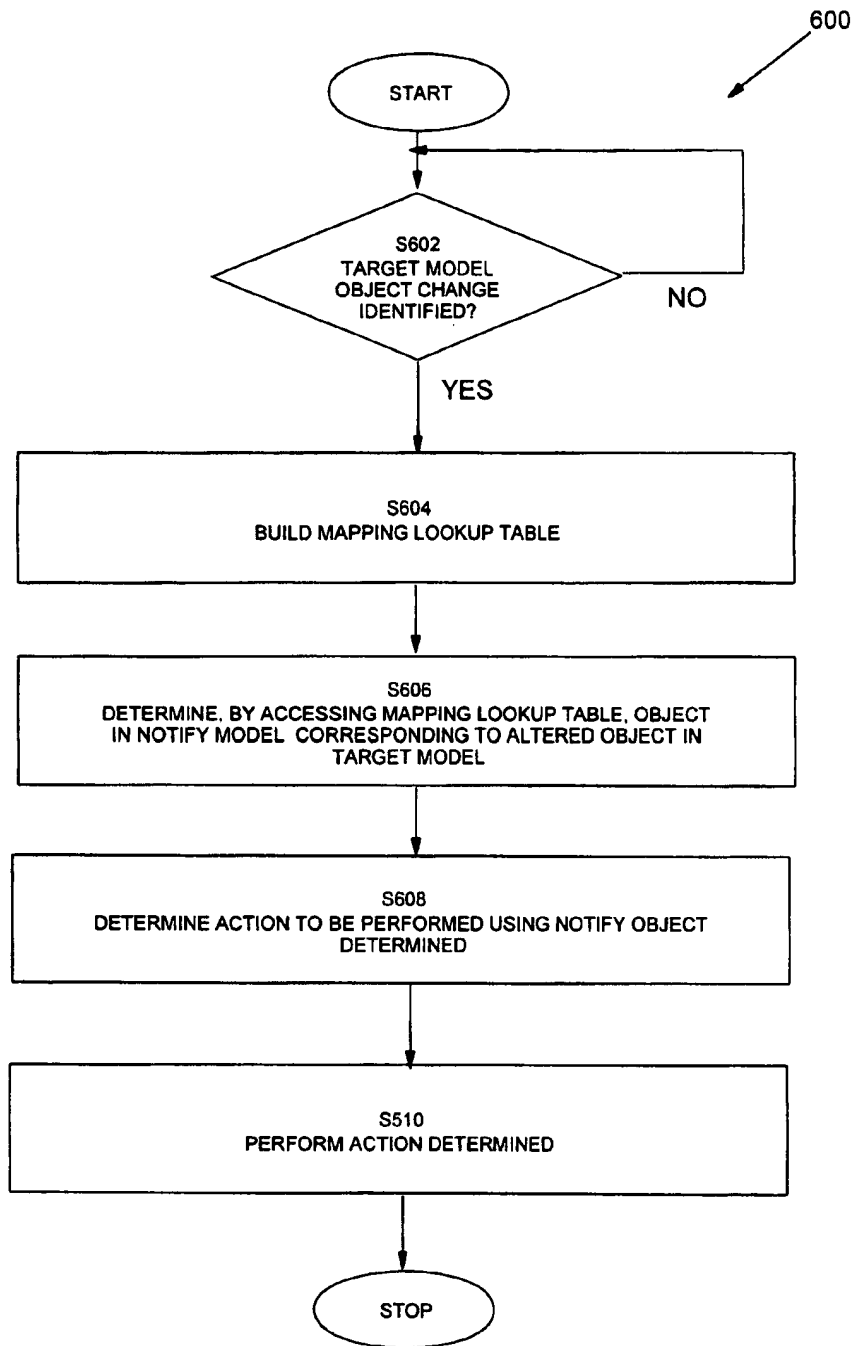 600
START
S602
TARGET MODEL
OBJECT CHANGE
IDENTIFIED?
NO
YES
S604
BUILD MAPPING LOOKUP TABLE
S606
DETERMINE, BY ACCESSING MAPPING LOOKUP TABLE, OBJECT
IN NOTIFY MODEL CORRESPONDING TO ALTERED OBJECT IN
TARGET MODEL
S608
DETERMINE ACTION TO BE PERFORMED USING NOTIFY OBJECT
DETERMINED
S510
PERFORM ACTION DETERMINED
STOP